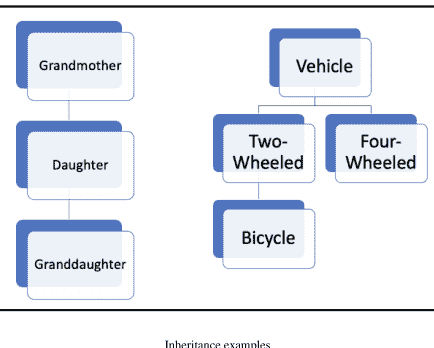 Grandmother
Daughter
Granddaughter
Vehicle
Two-
Wheeled
Four-
Wheeled
Bicycle
Inheritance examples